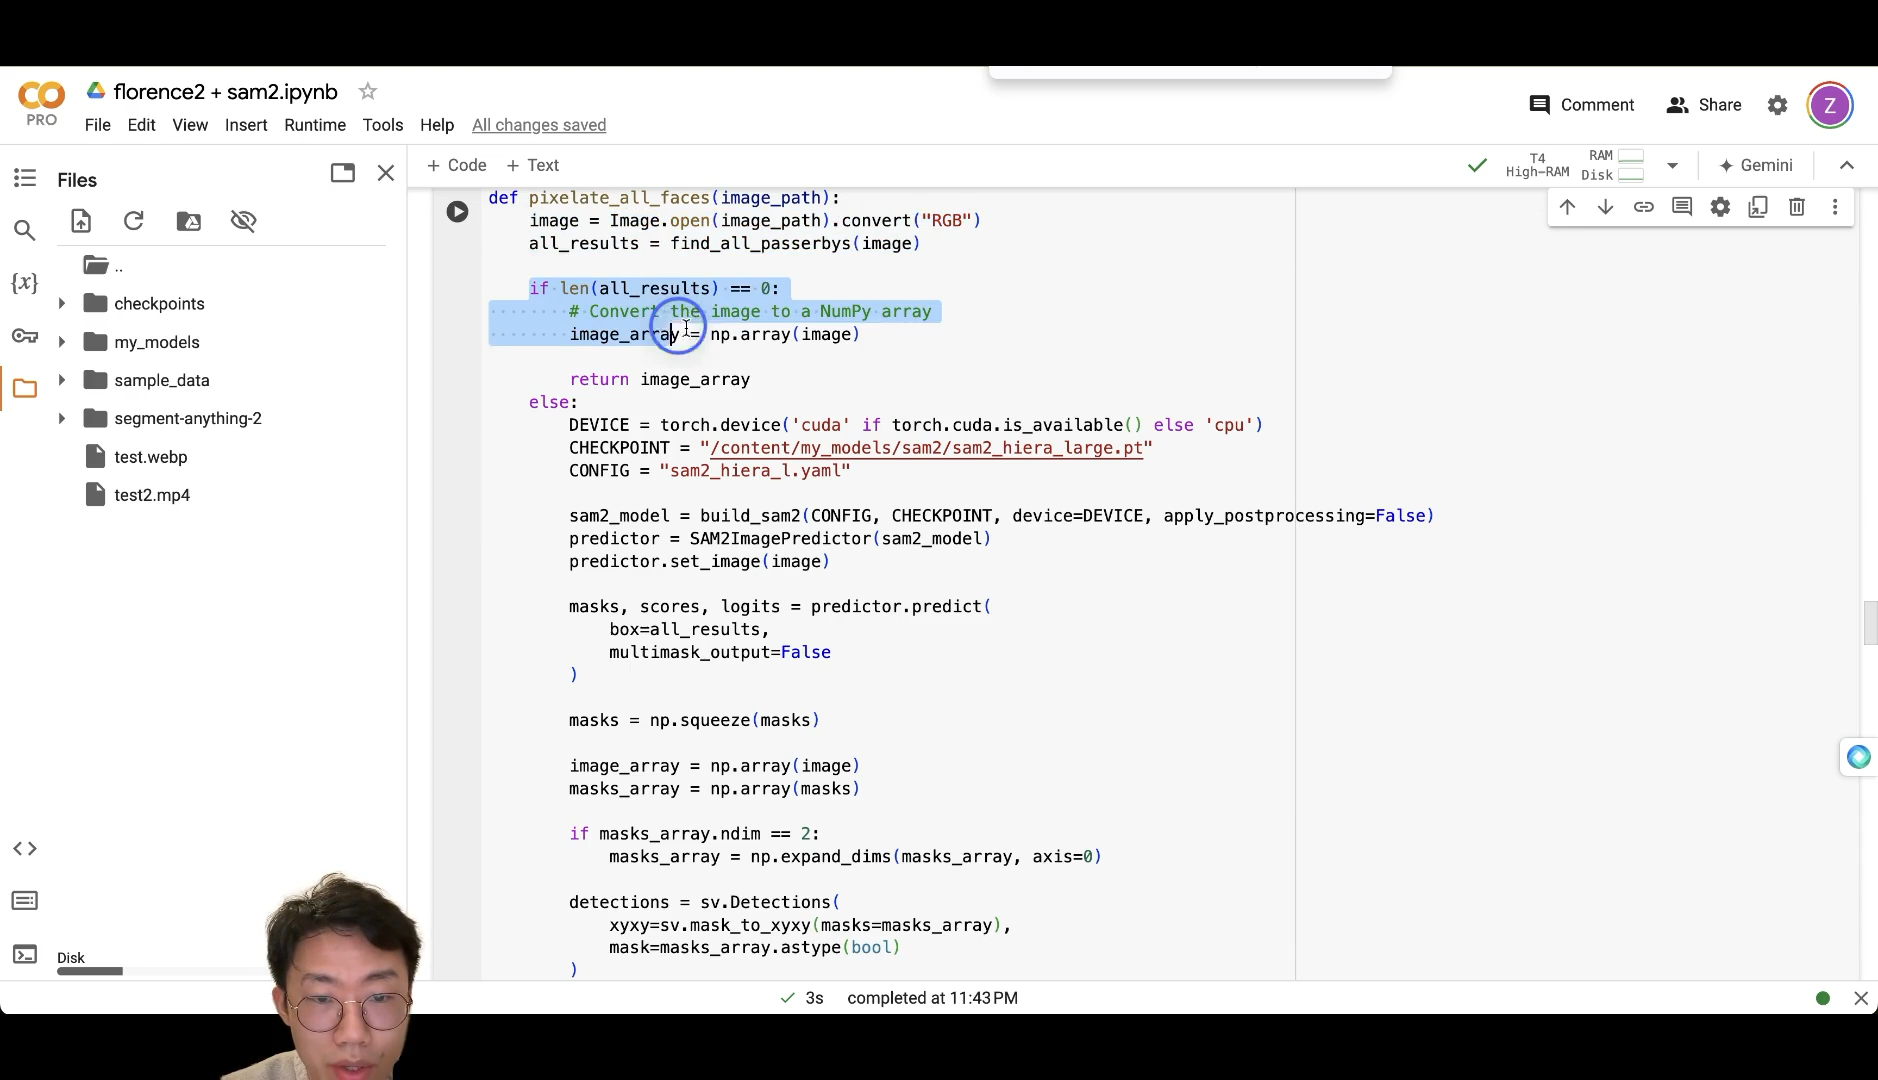 florence2 + sam2.ipynb
PRO
File Edit View Insert Runtime Tools Help All changes saved
Comment Share Z
+ Code + Text
T4
High-RAM
RAM
Disk
Gemini
Files
..
checkpoints
my_models
sample_data
segment-anything-2
test.webp
test2.mp4
Disk
{x}
def pixelate_all_faces(image_path):
image = Image.open(image_path).convert("RGB")
all_results = find_all_passerbys(image)
if len(all_results) == 0:
# Convert the image to a NumPy array
image_array = np.array(image)
return image_array
else:
DEVICE = torch.device('cuda' if torch.cuda.is_available() else 'cpu')
CHECKPOINT = "/content/my_models/sam2/sam2_hiera_large.pt"
CONFIG = "sam2_hiera_l.yaml"
sam2_model = build_sam2(CONFIG, CHECKPOINT, device=DEVICE, apply_postprocessing=False)
predictor = SAM2ImagePredictor(sam2_model)
predictor.set_image(image)
masks, scores, logits = predictor.predict(
box=all_results,
multimask_output=False
)
masks = np.squeeze(masks)
image_array = np.array(image)
masks_array = np.array(masks)
if masks_array.ndim == 2:
masks_array = np.expand_dims(masks_array, axis=0)
detections = sv.Detections(
xyxy=sv.mask_to_xyxy(masks=masks_array),
mask=masks_array.astype(bool)
)
3s completed at 11:43 PM